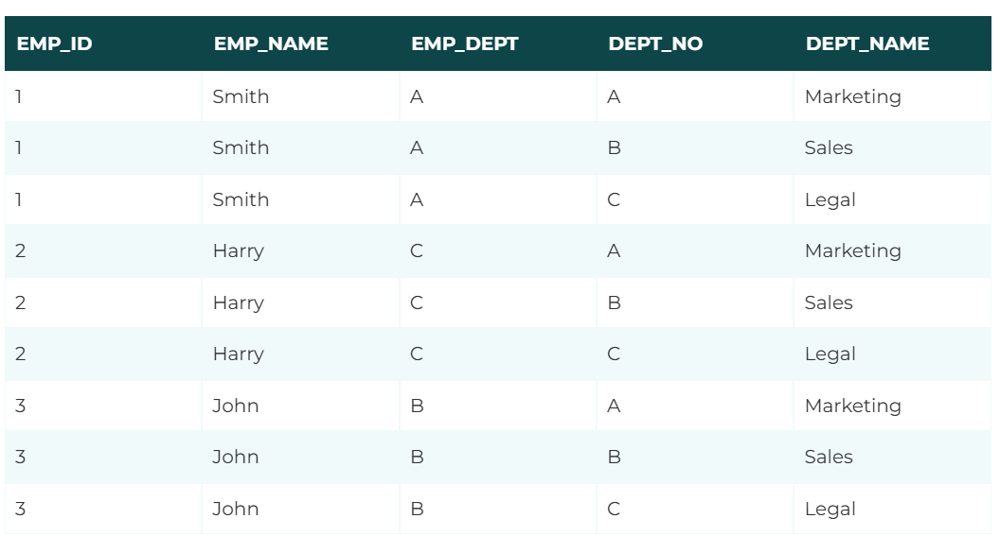 EMP_ID EMP_NAME EMP_DEPT DEPT_NO DEPT_NAME
1 Smith A A Marketing
1 Smith A B Sales
1 Smith A C Legal
2 Harry C A Marketing
2 Harry C B Sales
2 Harry C C Legal
3 John B A Marketing
3 John B B Sales
3 John B C Legal